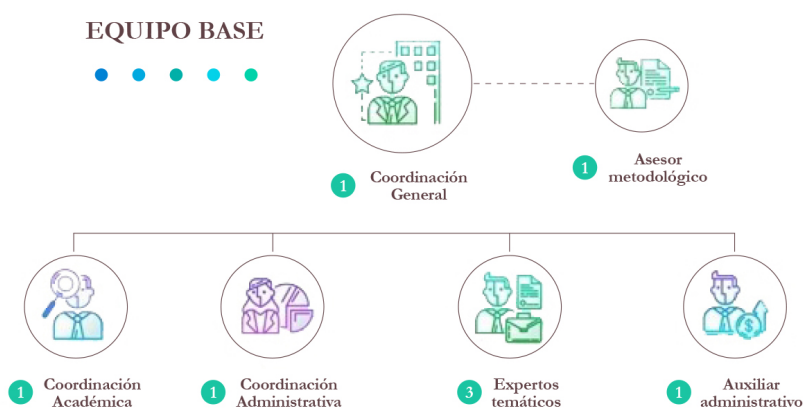 EQUIPO BASE
1
Coordinación
General
1
Asesor
metodológico
1
Coordinación
Académica
1
Coordinación
Administrativa
3
Expertos
temáticos
1
Auxiliar
administrativo